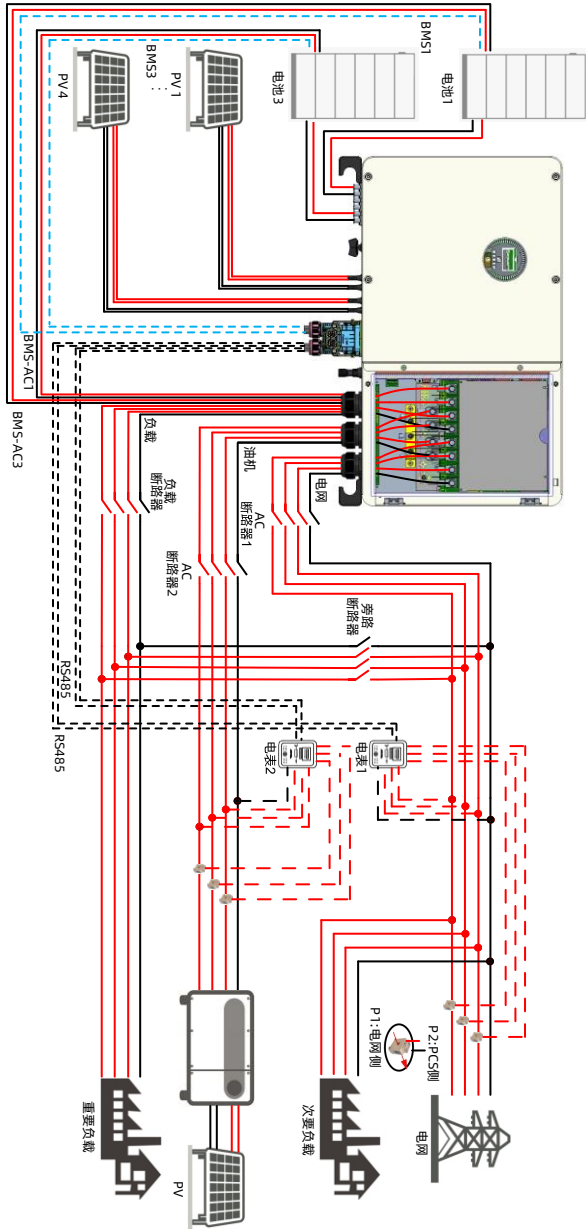 BMS1
电池1
电池3
PV 1
:
:
BMS3
PV 4
BMS-AC1
BMS-AC3
负载
油机
电网
负载
断路器
AC
断路器1
AC
断路器2
旁路
断路器
RS485
RS485
电表2
电表1
P2:PCS侧
P1:电网侧
重要负载
PV
次要负载
电网